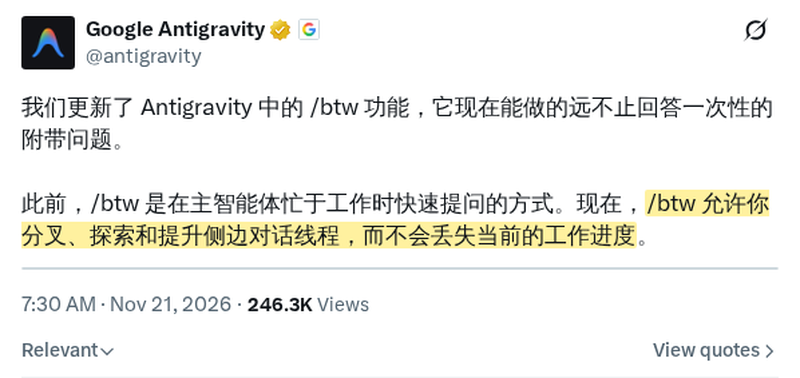 Google Antigravity
@antigravity
我们更新了 Antigravity 中的 /btw 功能，它现在能做的远不止回答一次性的
附带问题。
此前，/btw 是在主智能体忙于工作时快速提问的方式。现在，/btw 允许你
分叉、探索和提升侧边对话线程，而不会丢失当前的工作进度。
7:30 AM · Nov 21, 2026 · 246.3K Views
Relevant
View quotes